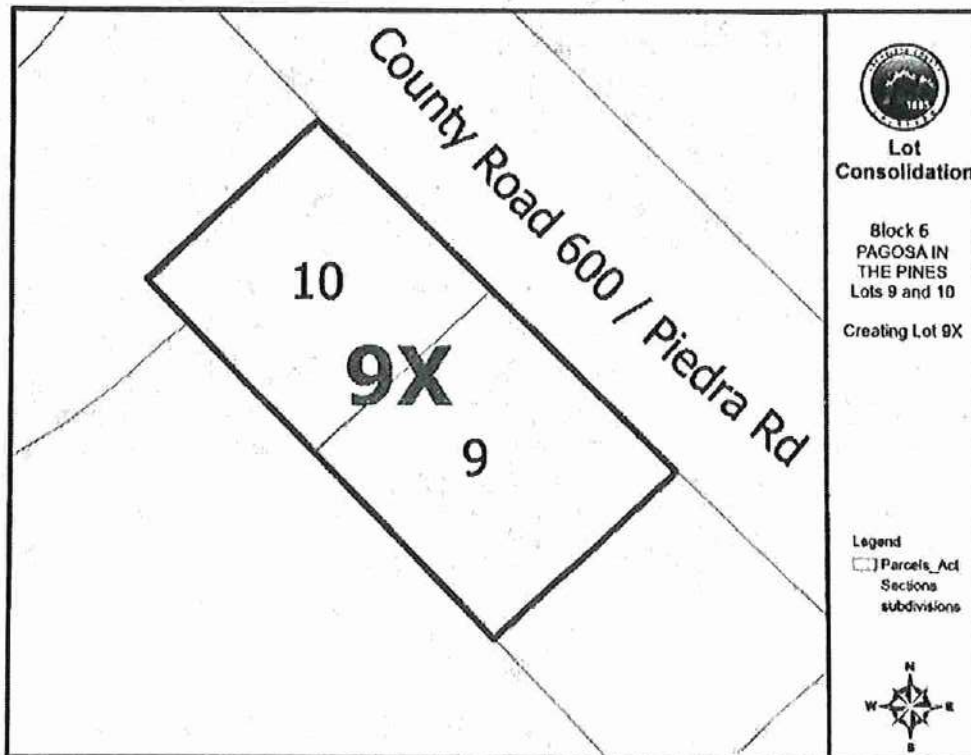 County Road 600 / Piedra Rd
10
9X
9
1885
Lot
Consolidation
Block 6
PAGOSA IN
THE PINES
Lots 9 and 10
Creating Lot 9X
Legend
Parcels_Act
Sections
subdivisions
N
W E
S